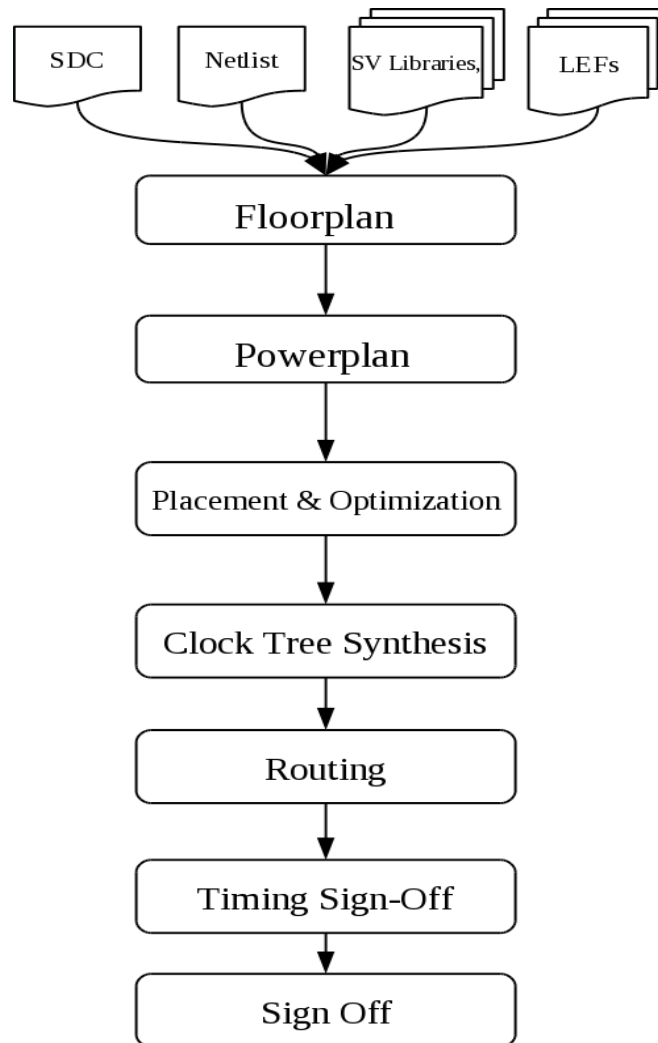 SDC
Netlist
SV Libraries,
LEFs
Floorplan
Powerplan
Placement & Optimization
Clock Tree Synthesis
Routing
Timing Sign-Off
Sign Off